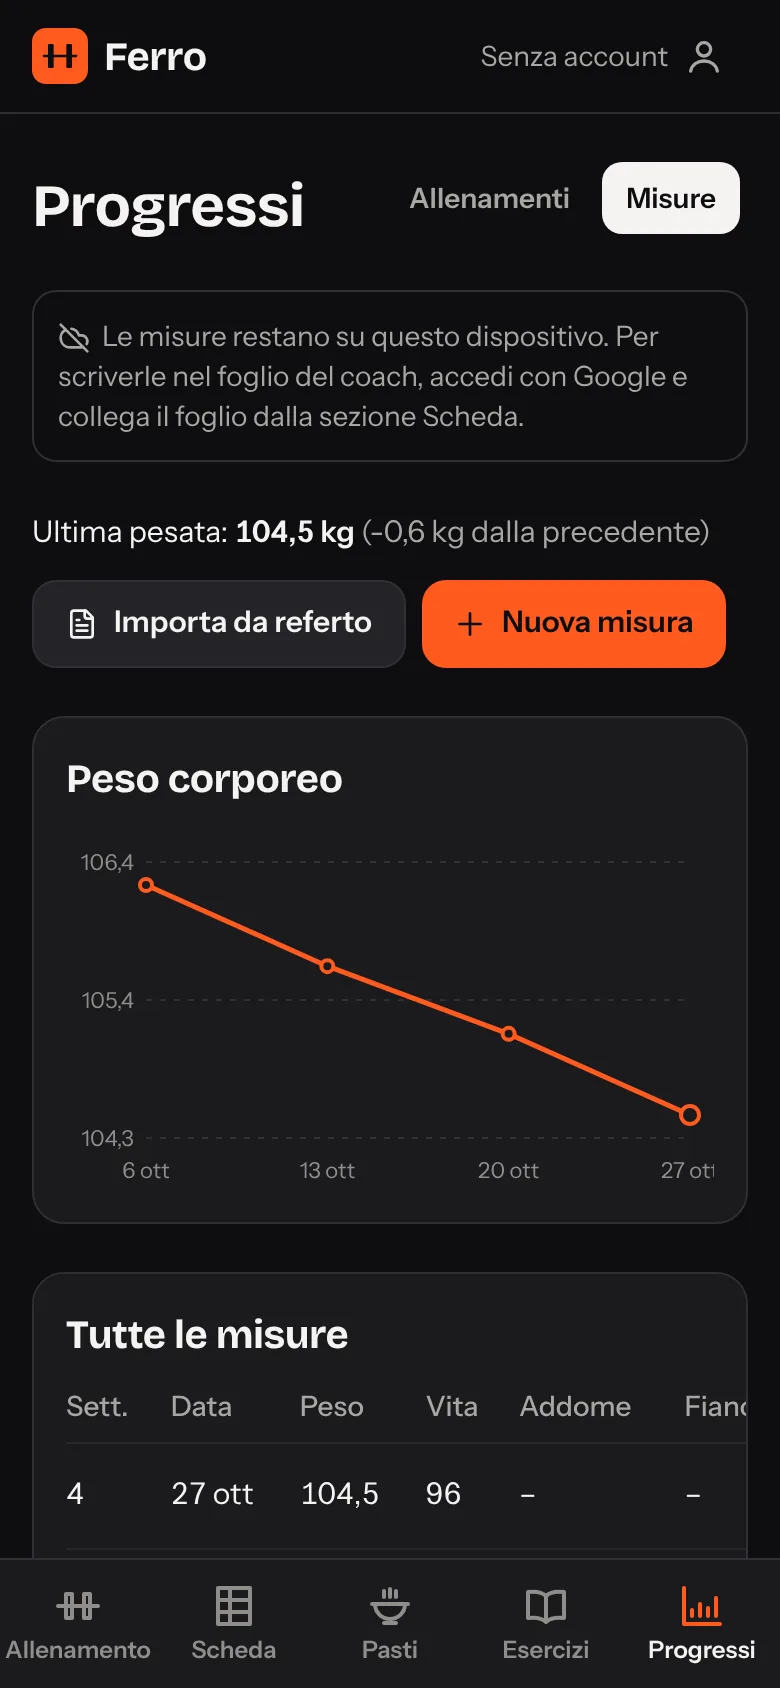 Ferro
Senza account
Progressi
Allenamenti
Misure
Le misure restano su questo dispositivo. Per
scriverle nel foglio del coach, accedi con Google e
collega il foglio dalla sezione Scheda.
Ultima pesata: 104,5 kg (-0,6 kg dalla precedente)
Importa da referto
Nuova misura
Peso corporeo
106,4
105,4
104,3
6 ott 13 ott 20 ott 27 ott
Tutte le misure
Sett. Data Peso Vita Addome Fianc
4 27 ott 104,5 96 – –
Allenamento Scheda Pasti Esercizi Progressi